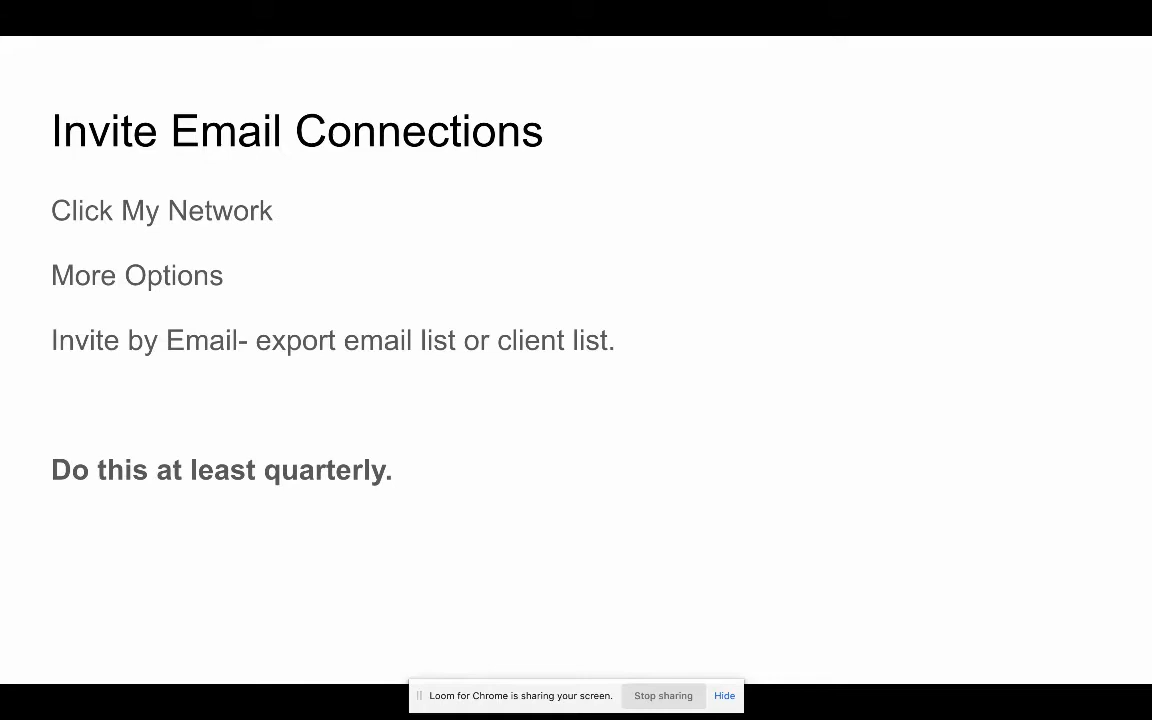 Invite Email Connections
Click My Network
More Options
Invite by Email- export email list or client list.
Do this at least quarterly.
Loom for Chrome is sharing your screen. Stop sharing Hide